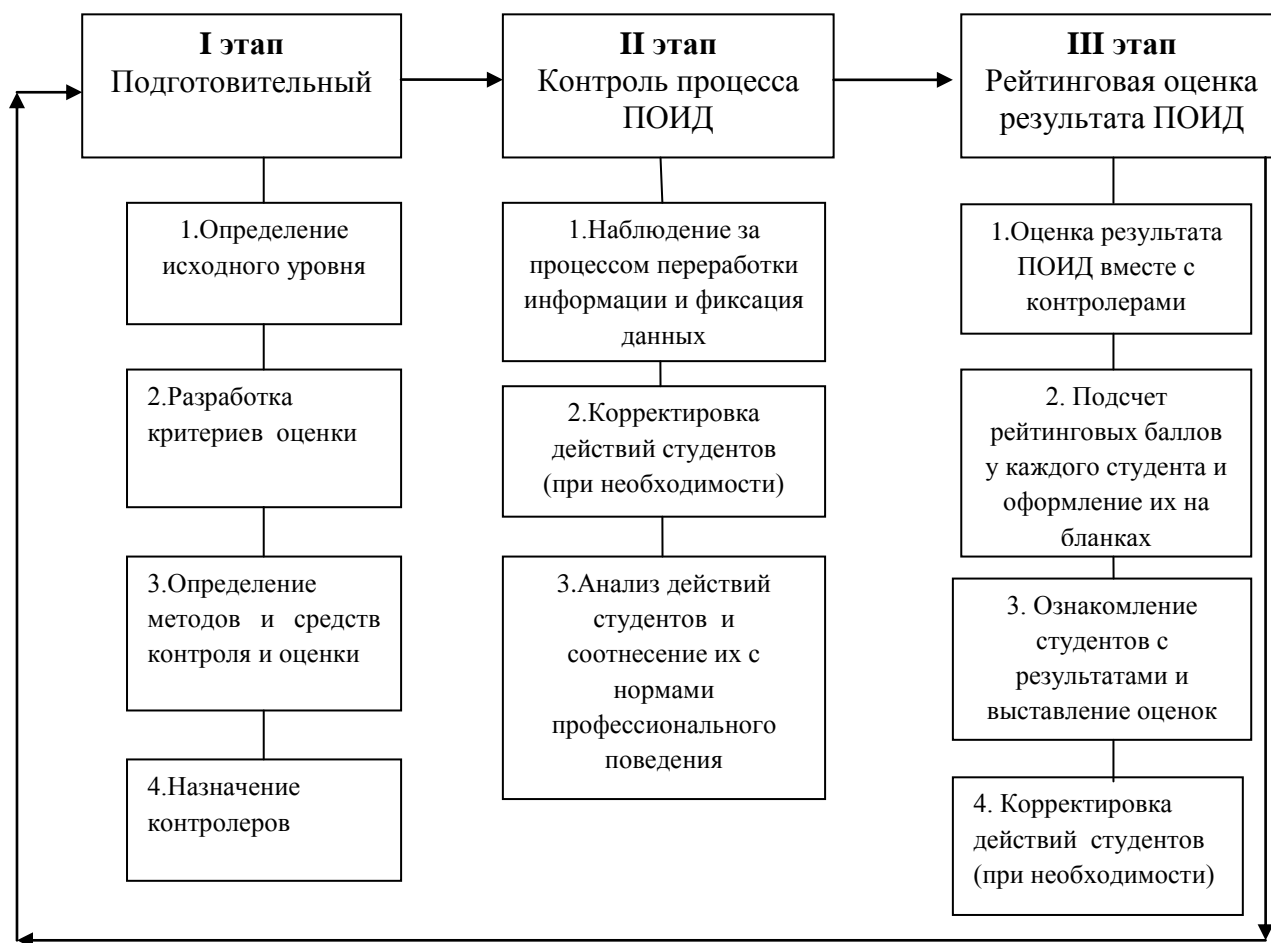 I этап
Подготовительный
II этап
Контроль процесса
ПОИД
III этап
Рейтинговая оценка
результата ПОИД
1.Определение
исходного уровня
2.Разработка
критериев оценки
3.Определение
методов и средств
контроля и оценки
4.Назначение
контролеров
1.Наблюдение за
процессом переработки
информации и фиксация
данных
2.Корректировка
действий студентов
(при необходимости)
3.Анализ действий
студентов и
соотнесение их с
нормами
профессионального
поведения
1.Оценка результата
ПОИД вместе с
контролерами
2. Подсчет
рейтинговых баллов
у каждого студента и
оформление их на
бланках
3. Ознакомление
студентов с
результатами и
выставление оценок
4. Корректировка
действий студентов
(при необходимости)